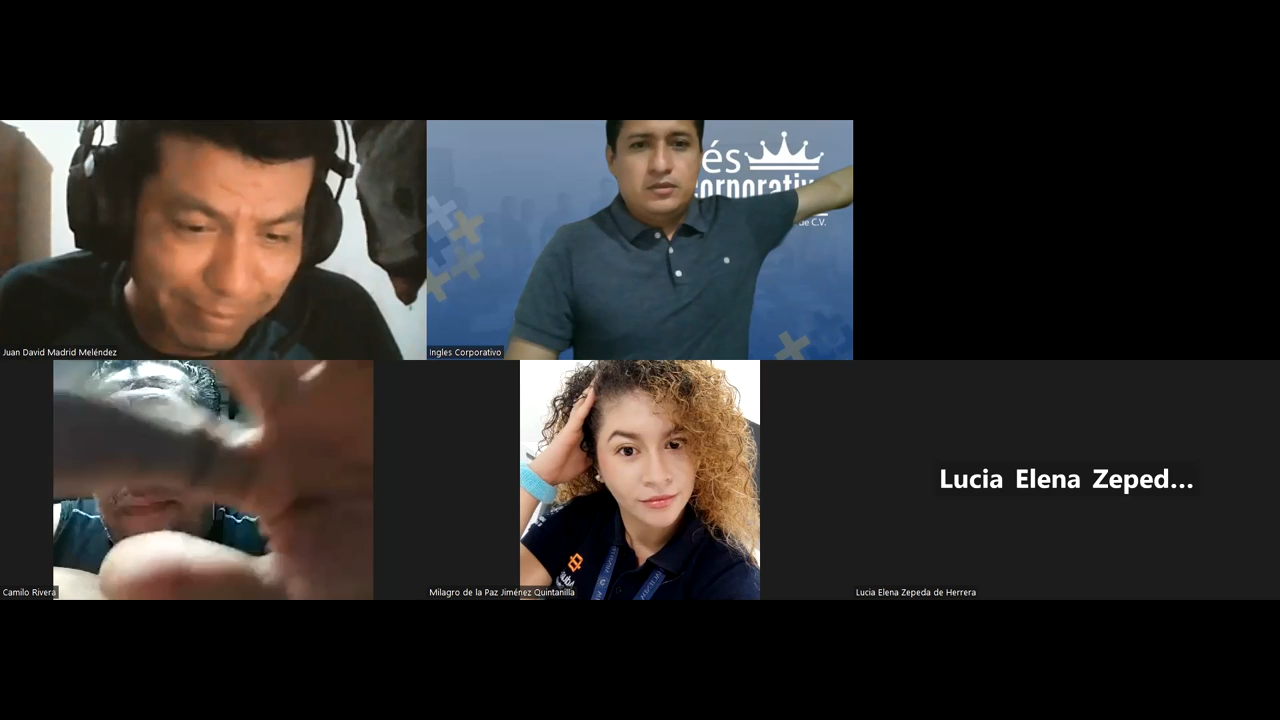 és
corporativ
de C.V.
Juan David Madrid Meléndez
Ingles Corporativo
Lucia Elena Zeped...
Camilo Rivera
Milagro de la Paz Jiménez Quintanilla
Lucia Elena Zepeda de Herrera